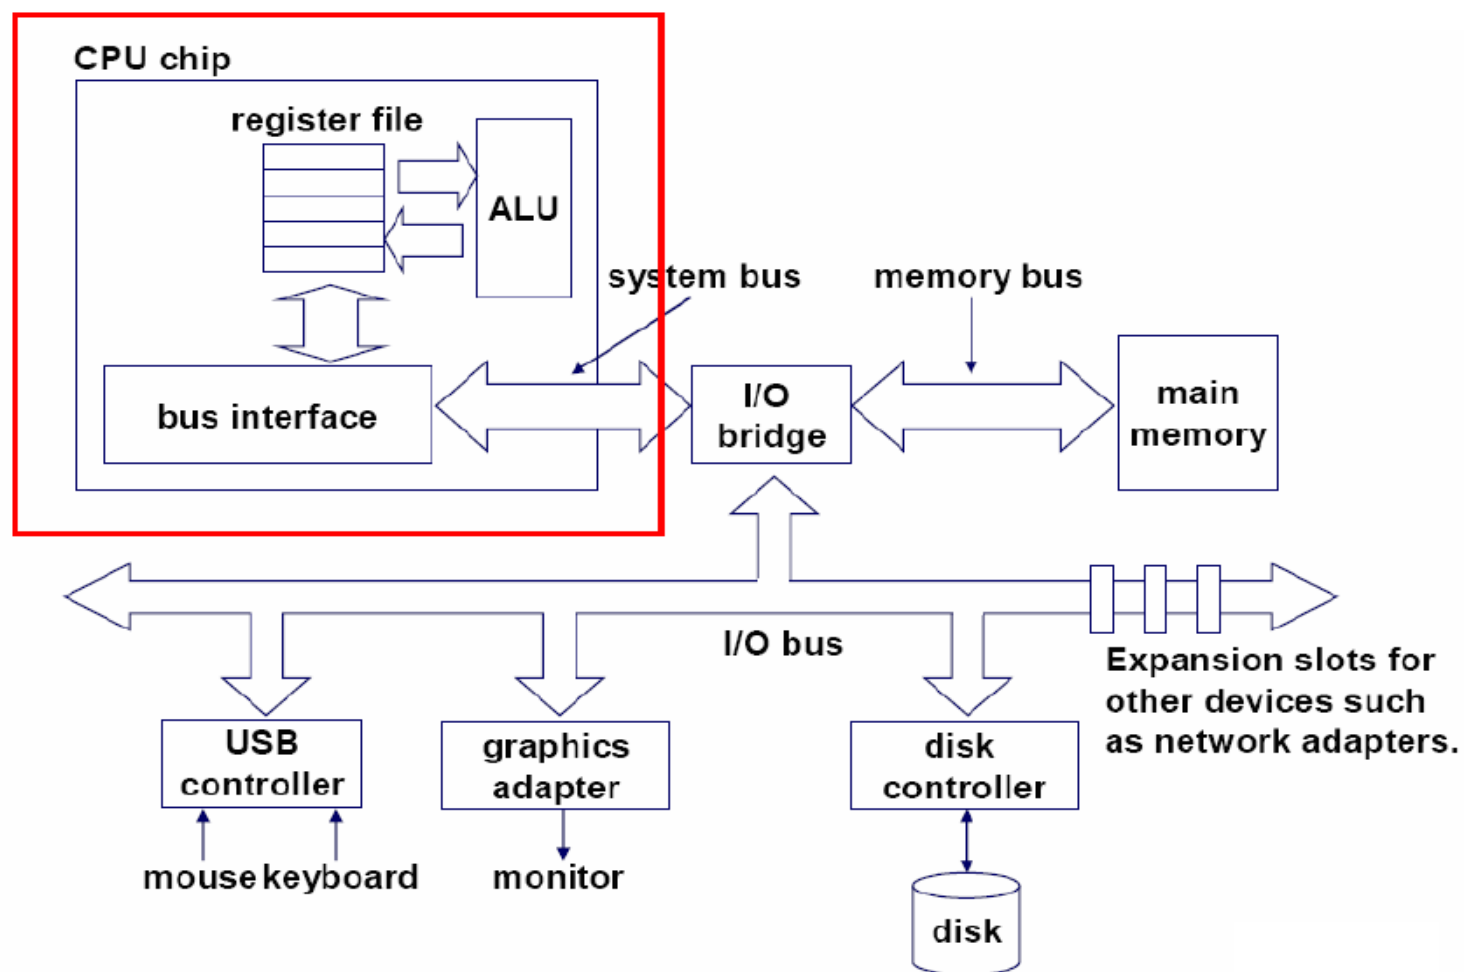 CPU chip
register file
ALU
system bus
memory bus
bus interface
I/O
bridge
main
memory
I/O bus
Expansion slots for
other devices such
as network adapters.
USB
controller
graphics
adapter
disk
controller
mouse keyboard
monitor
disk